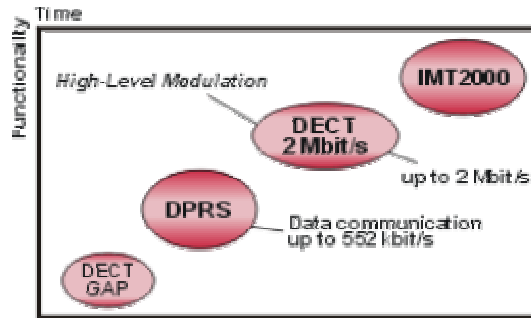 Time
Functionality
IMT2000
High-Level Modulation
DECT
2 Mbit/s
up to 2 Mbit/s
DPRS
Data communication
up to 552 kbit/s
DECT
GAP